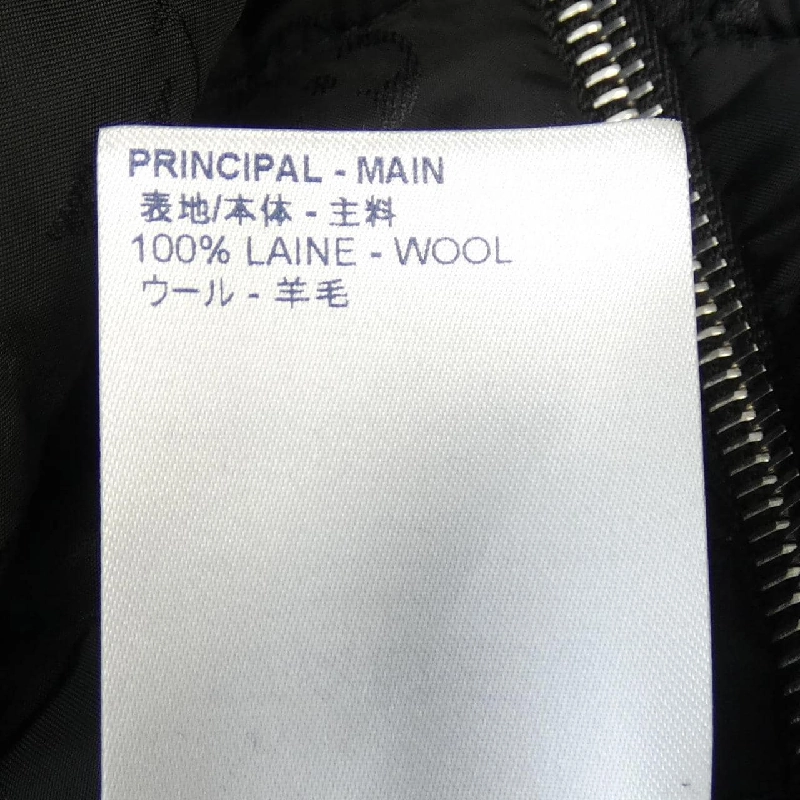 PRINCIPAL - MAIN
表地/本体 - 主料
100% LAINE - WOOL
ウール - 羊毛